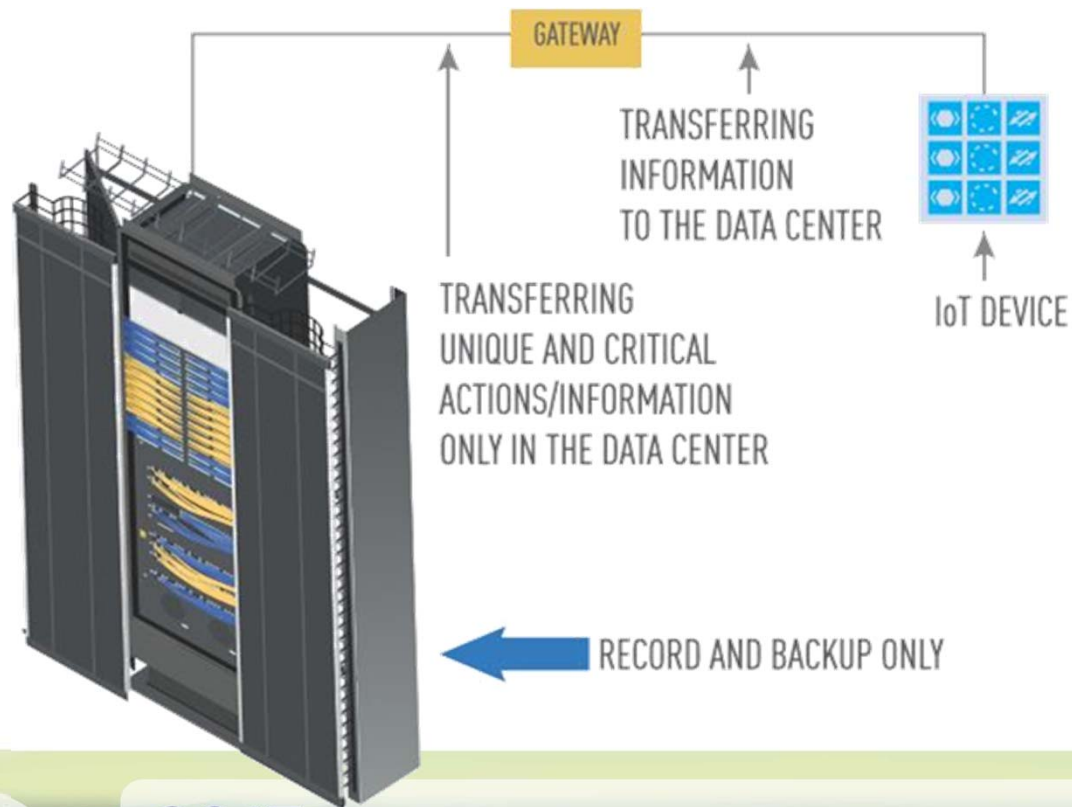 GATEWAY
TRANSFERRING
INFORMATION
TO THE DATA CENTER
IoT DEVICE
TRANSFERRING
UNIQUE AND CRITICAL
ACTIONS/INFORMATION
ONLY IN THE DATA CENTER
RECORD AND BACKUP ONLY